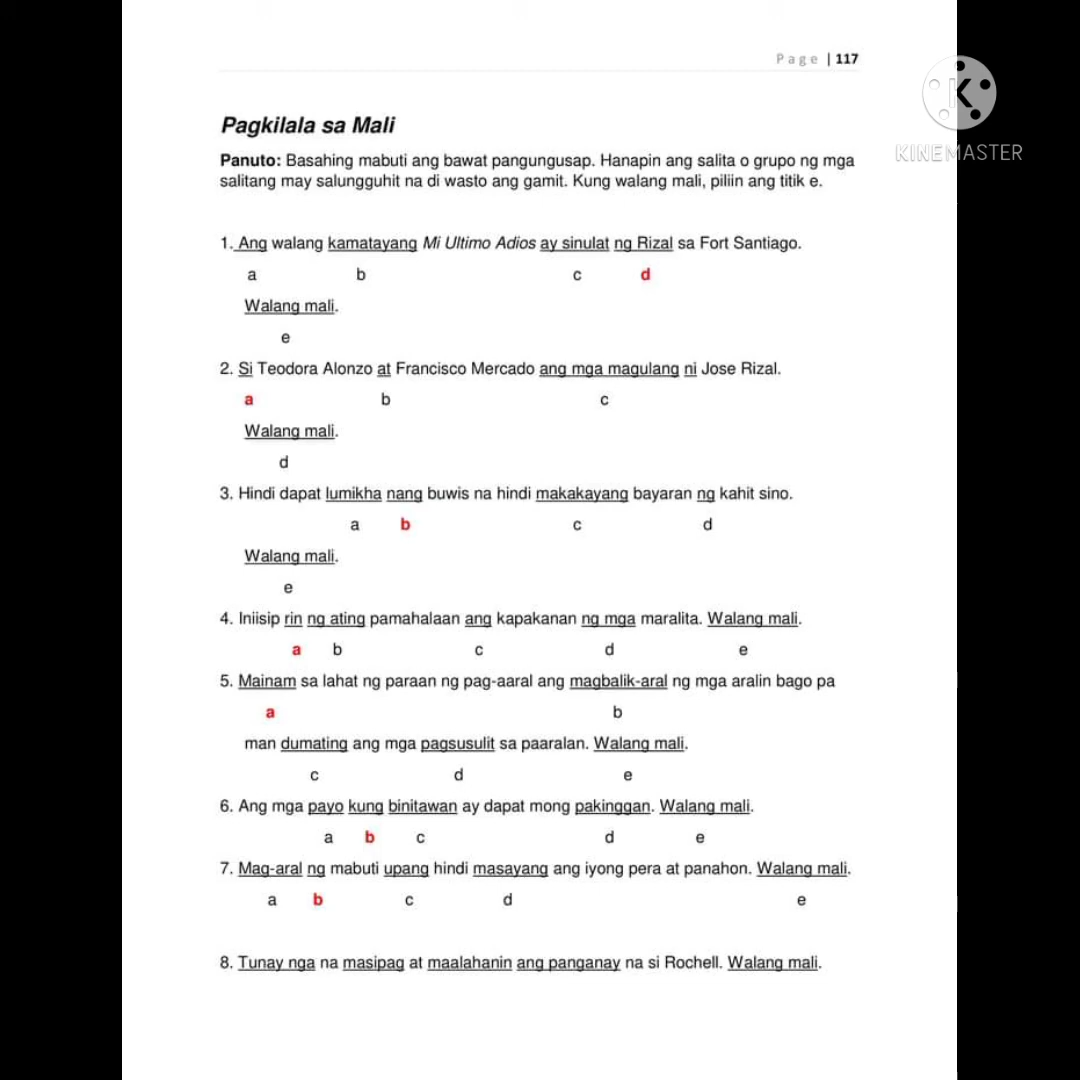 Page | 117
KINEMASTER
Pagkilala sa Mali
Panuto: Basahing mabuti ang bawat pangungusap. Hanapin ang salita o grupo ng mga
salitang may salungguhit na di wasto ang gamit. Kung walang mali, piliin ang titik e.
1. Ang walang kamatayang Mi Ultimo Adios ay sinulat ng Rizal sa Fort Santiago.
a b c d
Walang mali.
e
2. Si Teodora Alonzo at Francisco Mercado ang mga magulang ni Jose Rizal.
a b c
Walang mali.
d
3. Hindi dapat lumikha nang buwis na hindi makakayang bayaran ng kahit sino.
a b c d
Walang mali.
e
4. Iniisip rin ng ating pamahalaan ang kapakanan ng mga maralita. Walang mali.
a b c d e
5. Mainam sa lahat ng paraan ng pag-aaral ang magbalik-aral ng mga aralin bago pa
a b
man dumating ang mga pagsusulit sa paaralan. Walang mali.
c d e
6. Ang mga payo kung binitawan ay dapat mong pakinggan. Walang mali.
a b c d e
7. Mag-aral ng mabuti upang hindi masayang ang iyong pera at panahon. Walang mali.
a b c d e
8. Tunay nga na masipag at maalahanin ang panganay na si Rochell. Walang mali.